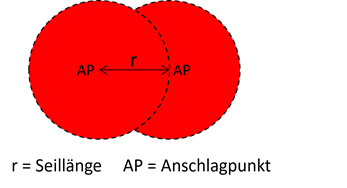 r
AP AP
r = Seillänge AP = Anschlagpunkt